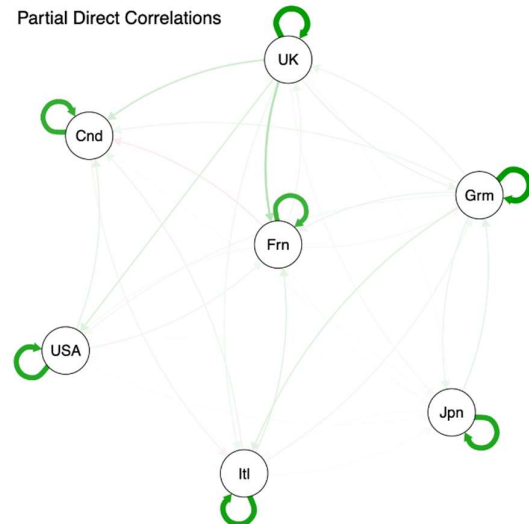 Partial Direct Correlations
UK
Cnd
Grm
Frn
USA
Jpn
Itl